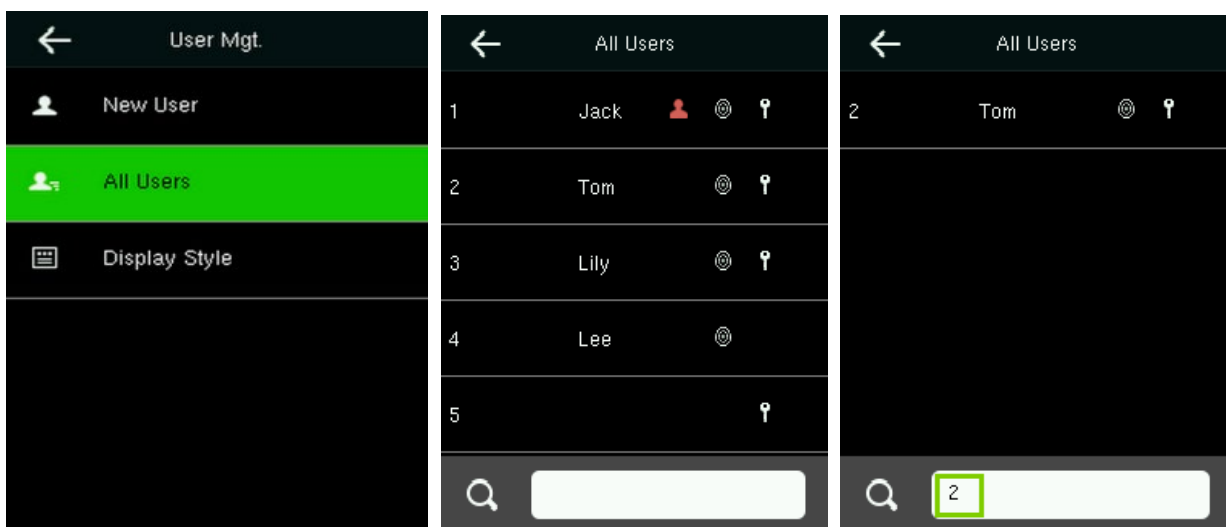 User Mgt.
New User
All Users
Display Style
All Users
1 Jack
2 Tom
3 Lily
4 Lee
5
All Users
2 Tom
2